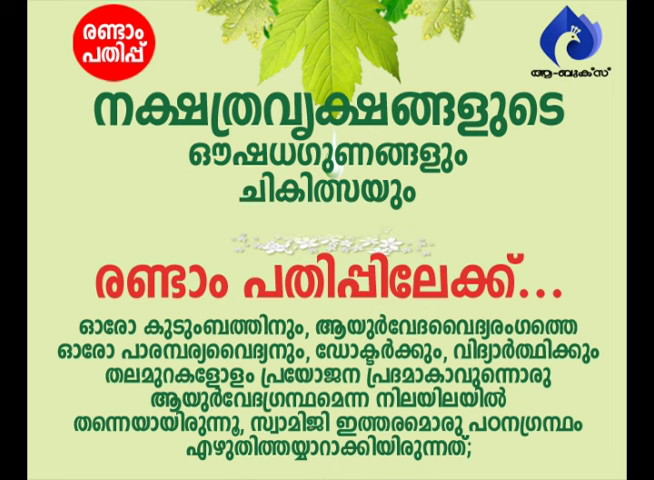 രണ്ടാം
പതിപ്പ്
ആ-ബുക്സ്
നക്ഷത്രവൃക്ഷങ്ങളുടെ
ഔഷധഗുണങ്ങളും
ചികിത്സയും
രണ്ടാം പതിപ്പിലേക്ക്...
ഓരോ കുടുംബത്തിനും, ആയുർവേദവൈദ്യരംഗത്തെ
ഓരോ പാരമ്പര്യവൈദ്യനും, ഡോക്ടർക്കും, വിദ്യാർത്ഥിക്കും
തലമുറകളോളം പ്രയോജന പ്രദമാകാവുന്നൊരു
ആയുർവേദഗ്രന്ഥമെന്ന നിലയിലയിൽ
തന്നെയായിരുന്നൂ, സ്വാമിജി ഇത്തരമൊരു പഠനഗ്രന്ഥം
എഴുതിത്തയ്യാറാക്കിയിരുന്നത്;